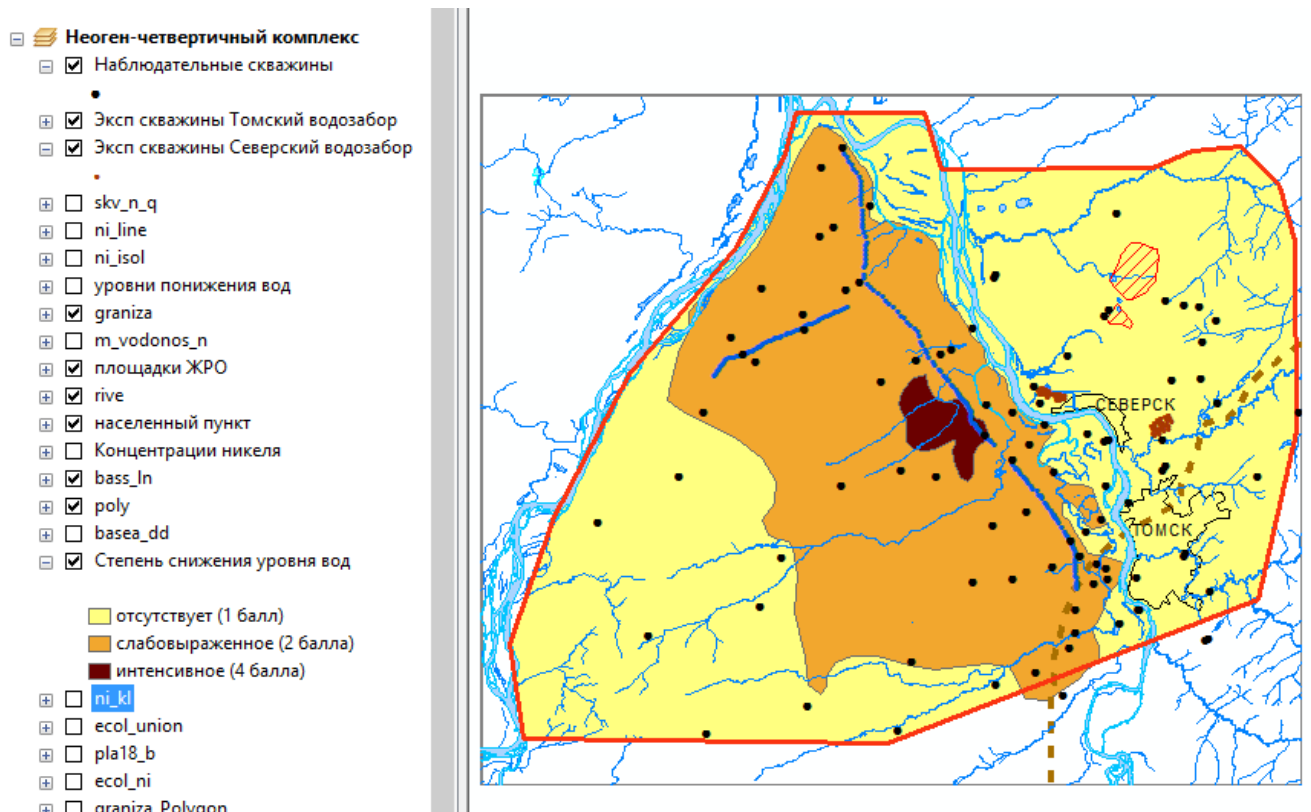 Неоген-четвертичный комплекс
Наблюдательные скважины
Эксп скважины Томский водозабор
Эксп скважины Северский водозабор
skv_n_q
ni_line
ni_isol
уровни понижения вод
graniza
m_vodonos_n
площадки ЖРО
rive
населенный пункт
Концентрации никеля
bass_ln
poly
basea_dd
Степень снижения уровня вод
отсутствует (1 балл)
слабовыраженное (2 балла)
интенсивное (4 балла)
ni_kl
ecol_union
pla18_b
ecol_ni
graniza_Polygon
СЕВЕРСК
ТОМСК